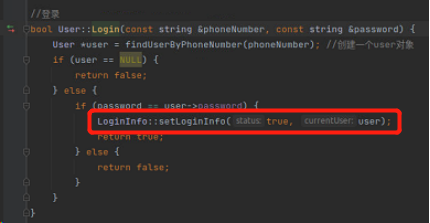 //登录
bool User::Login(const string &phoneNumber, const string &password) {
User *user = findUserByPhoneNumber(phoneNumber); //创建一个user对象
if (user == NULL) {
return false;
} else {
if (password == user->password) {
LoginInfo::setLoginInfo( status: true, currentUser: user);
return true;
} else {
return false;
}
}
}